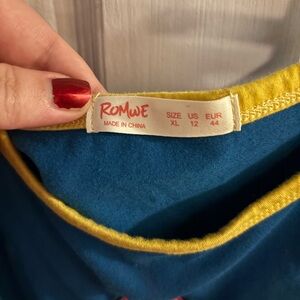 ROMWE
MADE IN CHINA
SIZE US EUR
XL 12 44